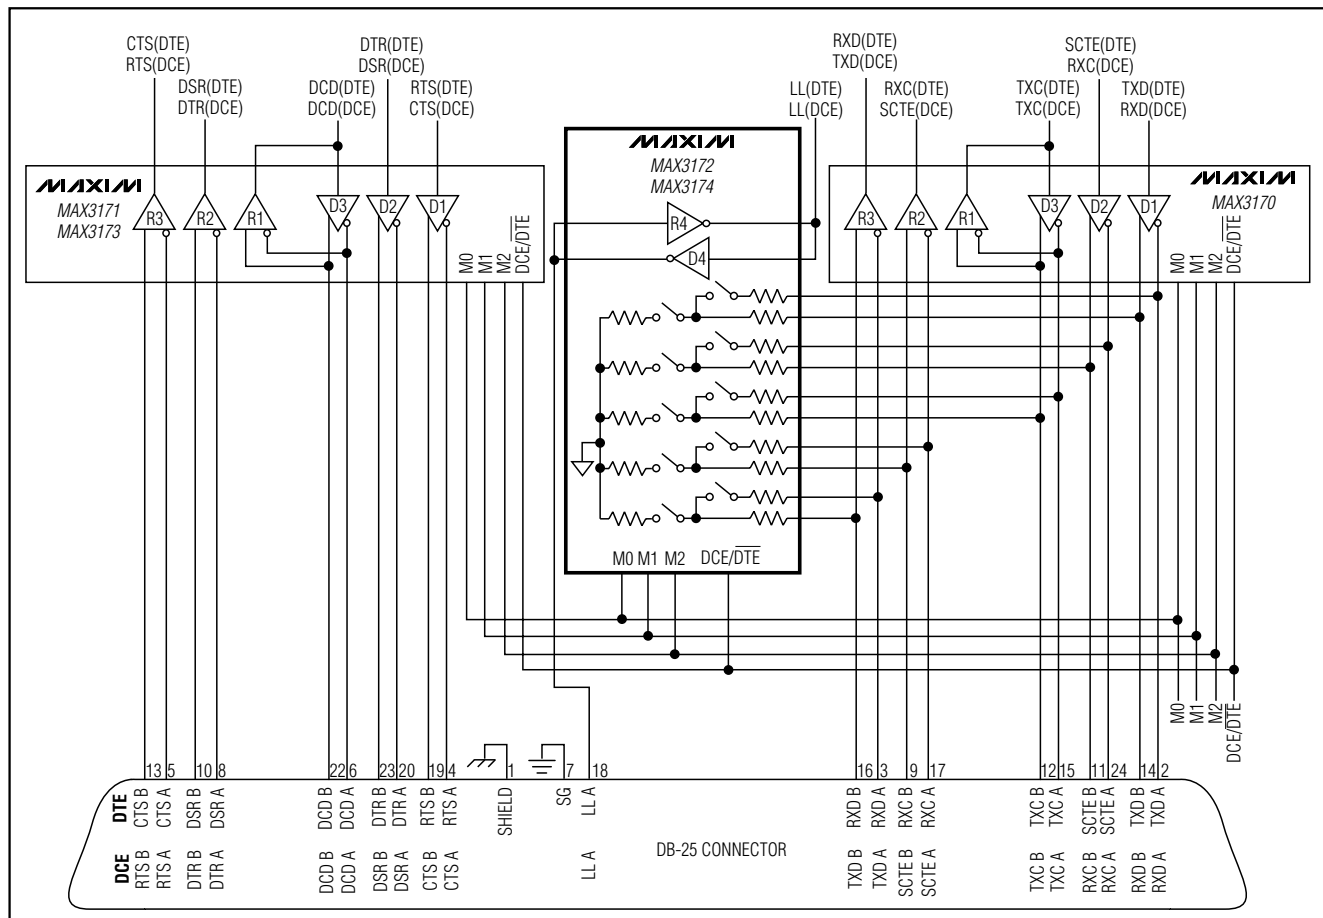 CTS(DTE)
RTS(DCE)
DSR(DTE)
DTR(DCE)
DCD(DTE)
DCD(DCE)
DTR(DTE)
DSR(DCE)
RTS(DTE)
CTS(DCE)
LL(DTE)
LL(DCE)
RXD(DTE)
TXD(DCE)
RXC(DTE)
SCTE(DCE)
TXC(DTE)
TXC(DCE)
SCTE(DTE)
RXC(DCE)
TXD(DTE)
RXD(DCE)
MAXIM
MAX3171
MAX3173
R3
R2
R1
D3
D2
D1
M0
M1
M2
DCE/DTE
MAXIM
MAX3172
MAX3174
R4
D4
M0 M1 M2 DCE/DTE
MAXIM
MAX3170
R3
R2
R1
D3
D2
D1
M0
M1
M2
DCE/DTE
M0
M1
M2
DCE/DTE
13 5 10 8 22 6 23 20 19 4 1 7 18 16 3 9 17 12 15 11 24 14 2
DTE
CTS B
CTS A
DSR B
DSR A
DCD B
DCD A
DTR B
DTR A
RTS B
RTS A
SHIELD
SG
LL A
RXD B
RXD A
RXC B
RXC A
TXC B
TXC A
SCTE B
SCTE A
TXD B
TXD A
DB-25 CONNECTOR
DCE
RTS B
RTS A
DTR B
DTR A
DCD B
DCD A
DSR B
DSR A
CTS B
CTS A
LL A
TXD B
TXD A
SCTE B
SCTE A
TXC B
TXC A
RXC B
RXC A
RXD B
RXD A